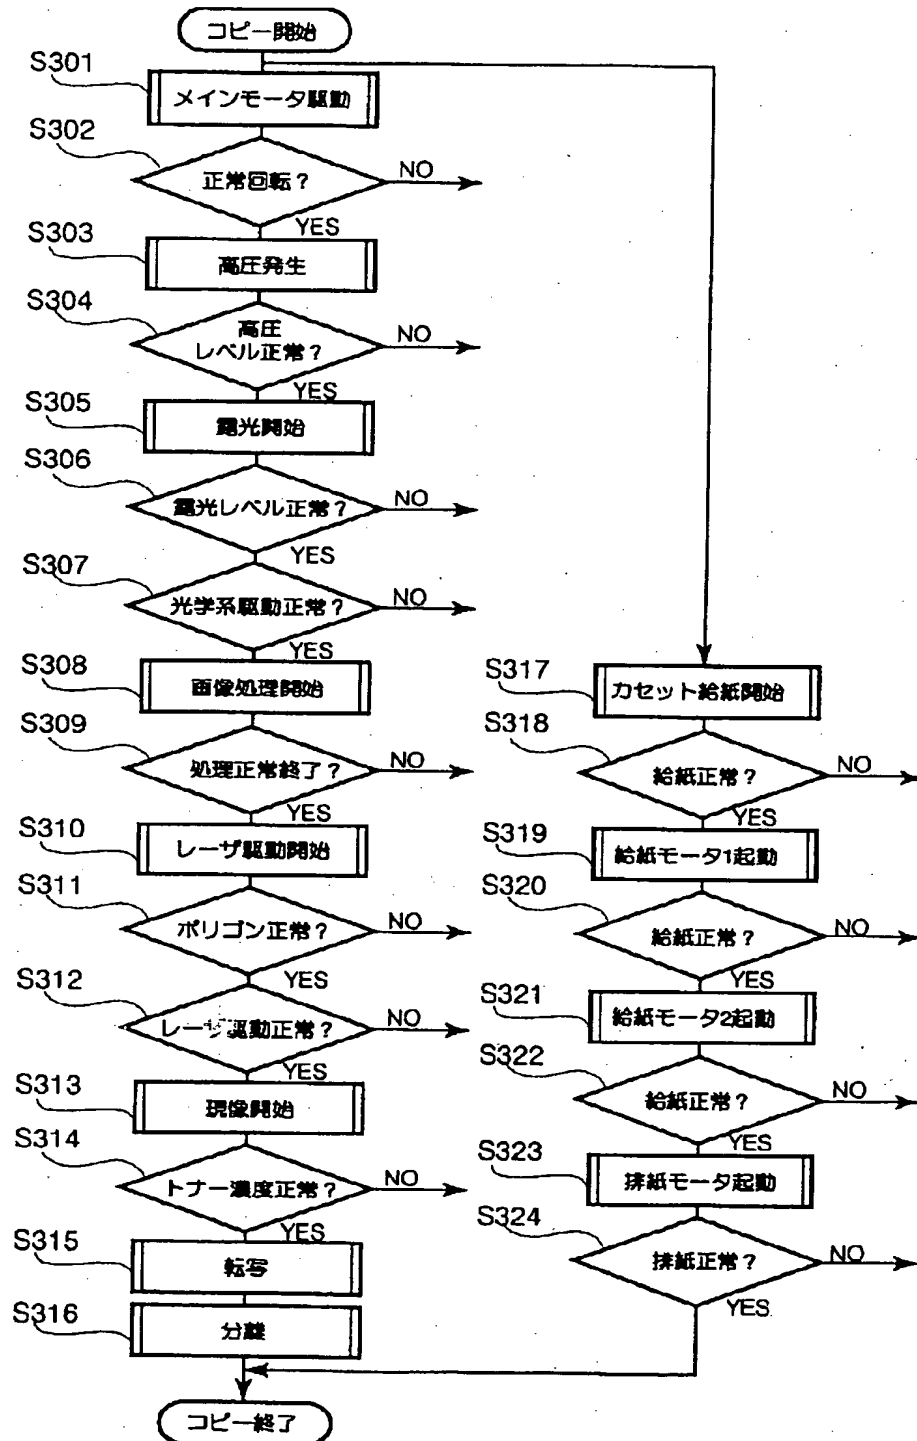 コピー開始
S301
メインモータ駆動
S302
正常回転?
NO
YES
S303
高圧発生
S304
高圧
レベル正常?
NO
YES
S305
露光開始
S306
露光レベル正常?
NO
YES
S307
光学系駆動正常?
NO
YES
S308
画像処理開始
S309
処理正常終了?
NO
YES
S310
レーザ駆動開始
S311
ポリゴン正常?
NO
YES
S312
レーザ駆動正常?
NO
YES
S313
現像開始
S314
トナー濃度正常?
NO
YES
S315
転写
S316
分離
S317
カセット給紙開始
S318
給紙正常?
NO
YES
S319
給紙モータ1起動
S320
給紙正常?
NO
YES
S321
給紙モータ2起動
S322
給紙正常?
NO
YES
S323
排紙モータ起動
S324
排紙正常?
NO
YES
コピー終了